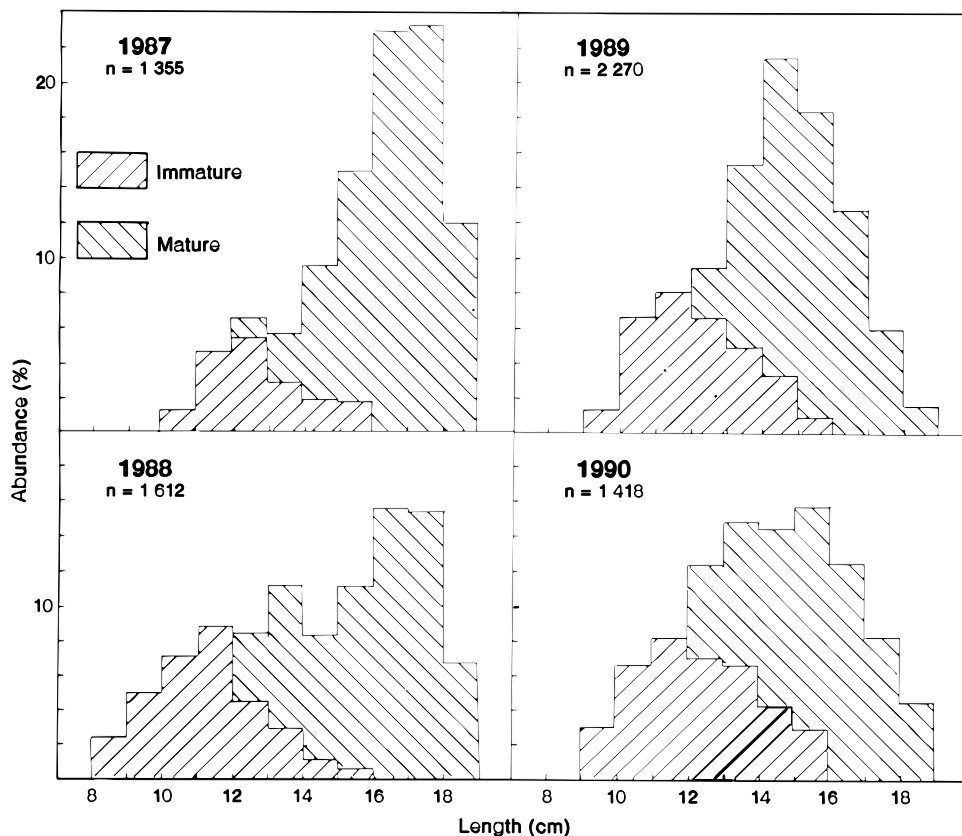 1987
n = 1 355
1989
n = 2 270
20
Immature
Mature
10
Abundance (%)
1988
n = 1 612
1990
n = 1 418
10
8 10 12 14 16 18 8 10 12 14 16 18
Length (cm)